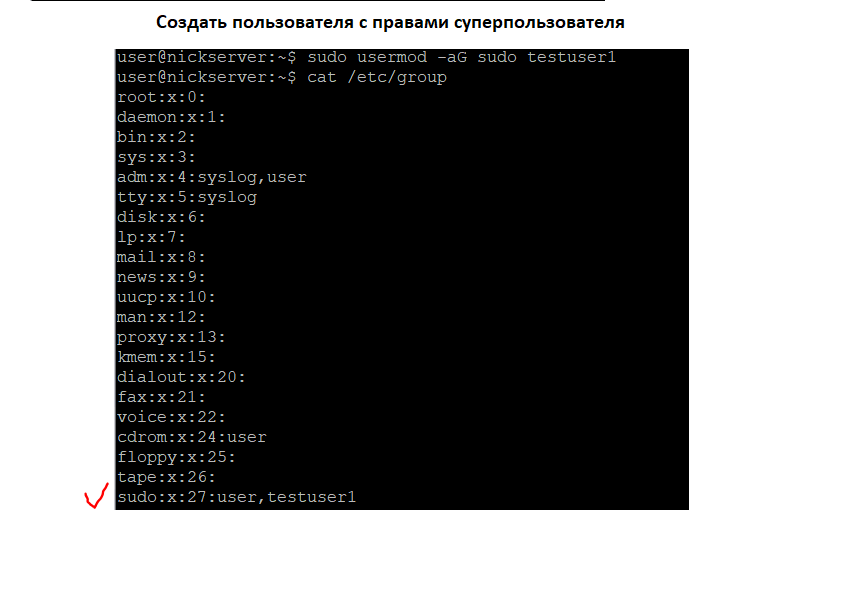 Создать пользователя с правами суперпользователя
user@nickserver:~$ sudo usermod -aG sudo testuser1
user@nickserver:~$ cat /etc/group
root:x:0:
daemon:x:1:
bin:x:2:
sys:x:3:
adm:x:4:syslog,user
tty:x:5:syslog
disk:x:6:
lp:x:7:
mail:x:8:
news:x:9:
uucp:x:10:
man:x:12:
proxy:x:13:
kmem:x:15:
dialout:x:20:
fax:x:21:
voice:x:22:
cdrom:x:24:user
floppy:x:25:
tape:x:26:
sudo:x:27:user,testuser1